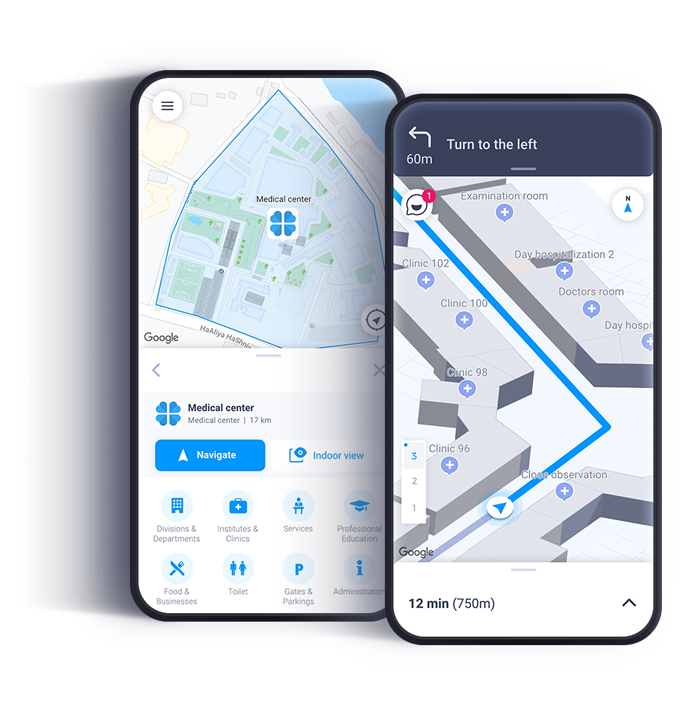 Medical center
HaAliya HaShni
Google
Medical center
Medical center | 17 km
Navigate
Indoor view
Divisions &
Departments
Institutes &
Clinics
Services
Professional
Education
Food &
Businesses
Toilet
P
Gates &
Parkings
Administration
60m
Turn to the left
1
N
Examination room
Day hospitalization 2
Clinic 102
Doctors room
Clinic 100
Day hospi
Clinic 98
Clinic 96
3
2
1
Close observation
Google
12 min (750m)